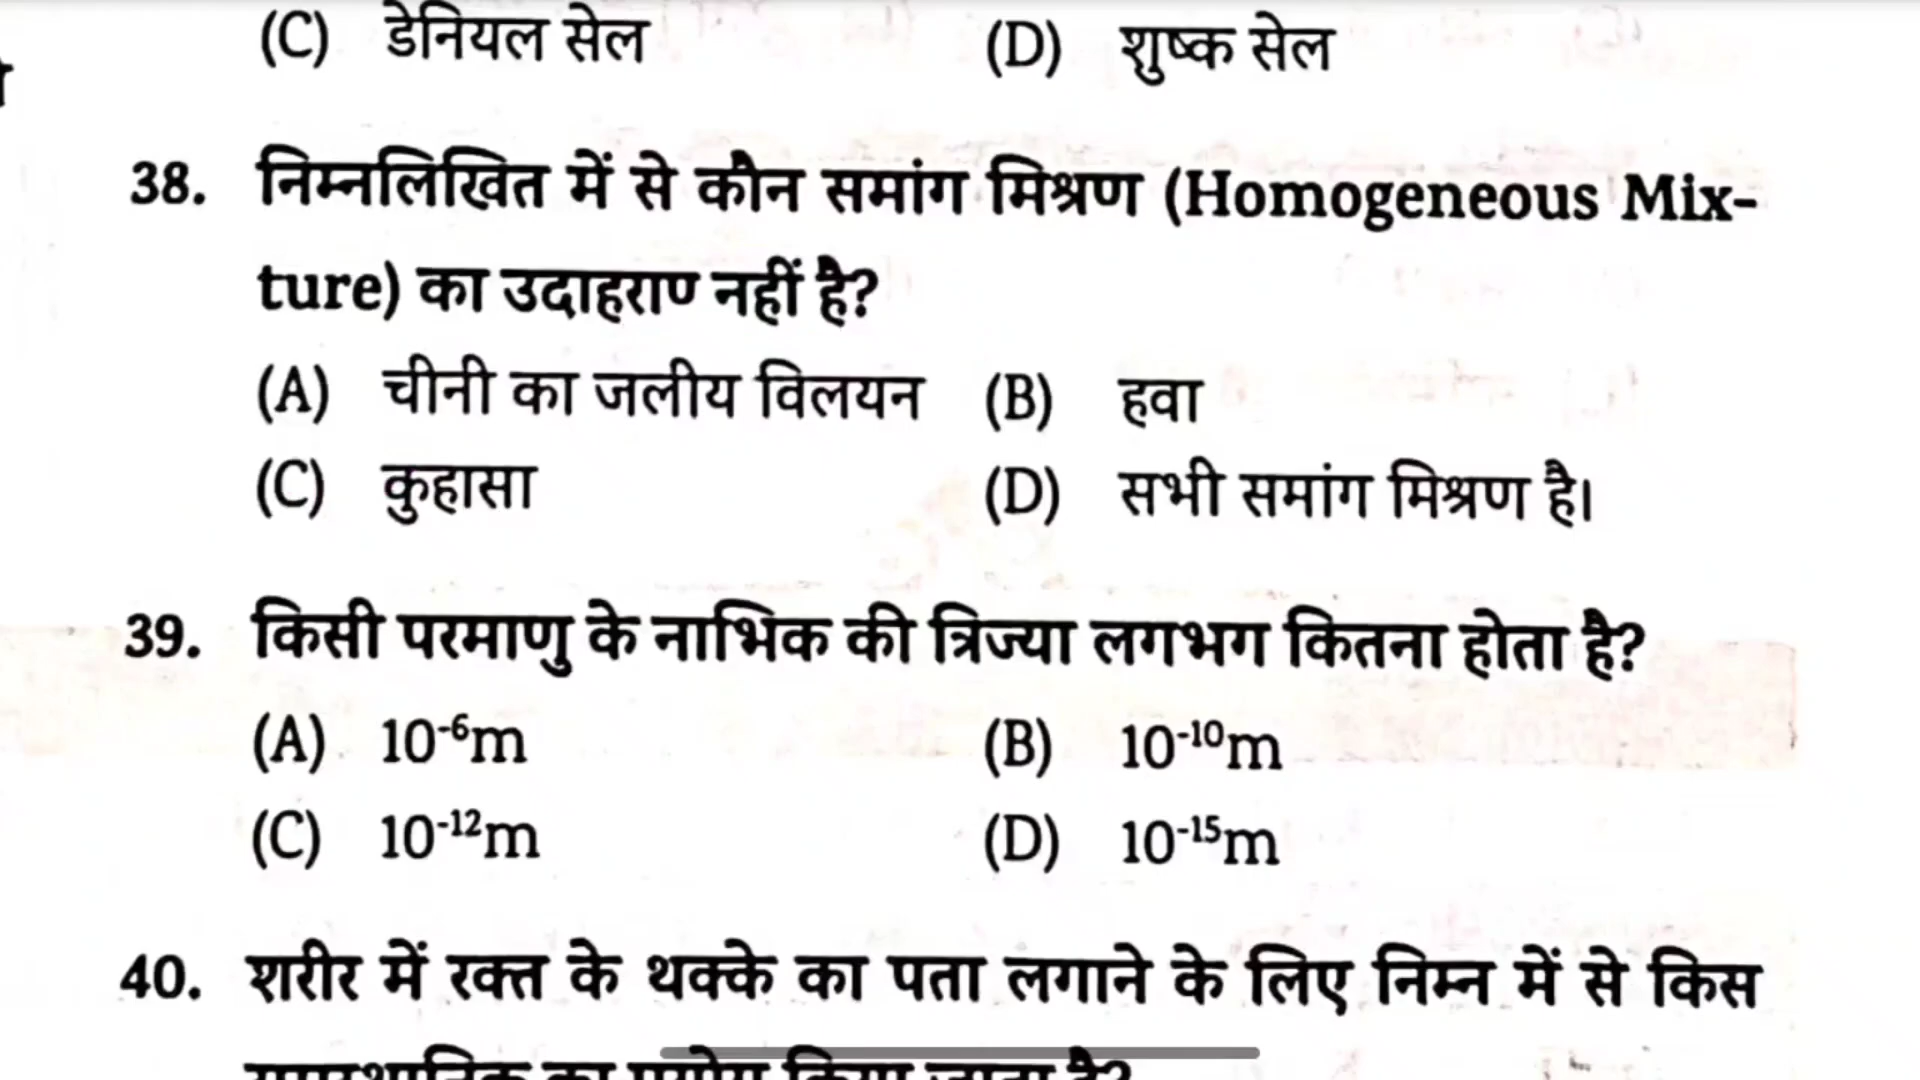 (C) डेनियल सेल (D) शुष्क सेल
38. निम्नलिखित में से कौन समांग मिश्रण (Homogeneous Mix-
ture) का उदाहराण नहीं है?
(A) चीनी का जलीय विलयन (B) हवा
(C) कुहासा (D) सभी समांग मिश्रण है।
39. किसी परमाणु के नाभिक की त्रिज्या लगभग कितना होता है?
(A) 10⁻⁶m (B) 10⁻¹⁰m
(C) 10⁻¹²m (D) 10⁻¹⁵m
40. शरीर में रक्त के थक्के का पता लगाने के लिए निम्न में से किस
का प्रयोग किया जाता है?